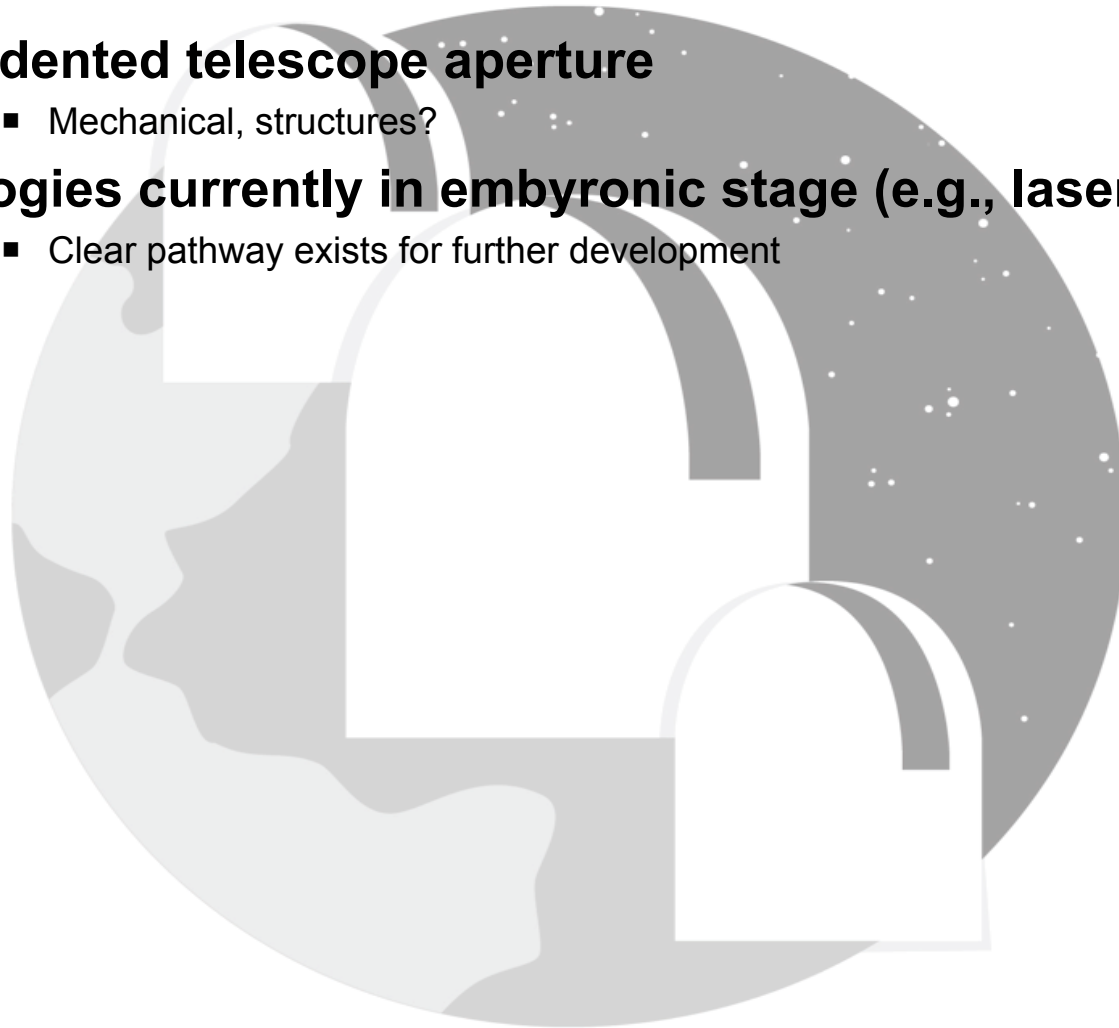 dented telescope aperture
▪ Mechanical, structures?
ogies currently in embyronic stage (e.g., laser
▪ Clear pathway exists for further development